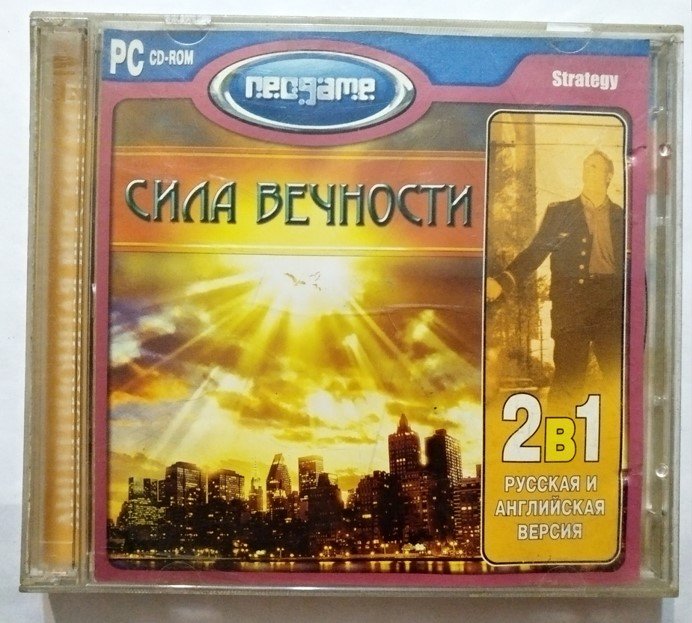 PC CD-ROM
neogame
Strategy
СИЛА ВЕЧНОСТИ
2в1
РУССКАЯ И
АНГЛИЙСКАЯ
ВЕРСИЯ